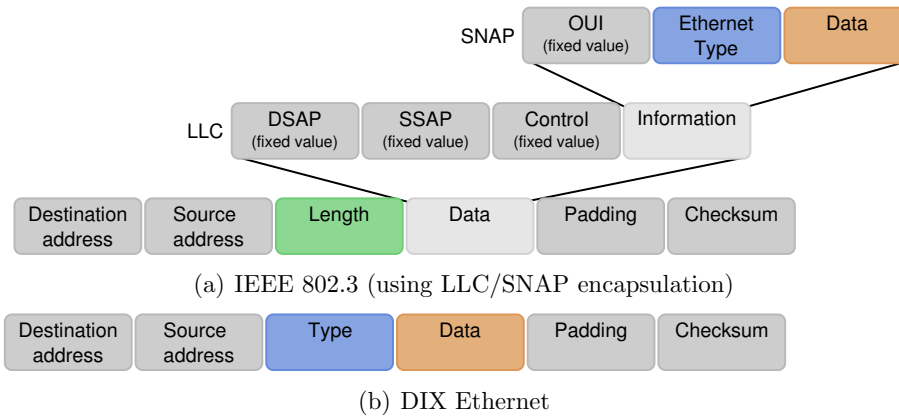 SNAP
OUI
(fixed value)
Ethernet
Type
Data
LLC
DSAP
(fixed value)
SSAP
(fixed value)
Control
(fixed value)
Information
Destination
address
Source
address
Length
Data
Padding
Checksum
(a) IEEE 802.3 (using LLC/SNAP encapsulation)
Destination
address
Source
address
Type
Data
Padding
Checksum
(b) DIX Ethernet